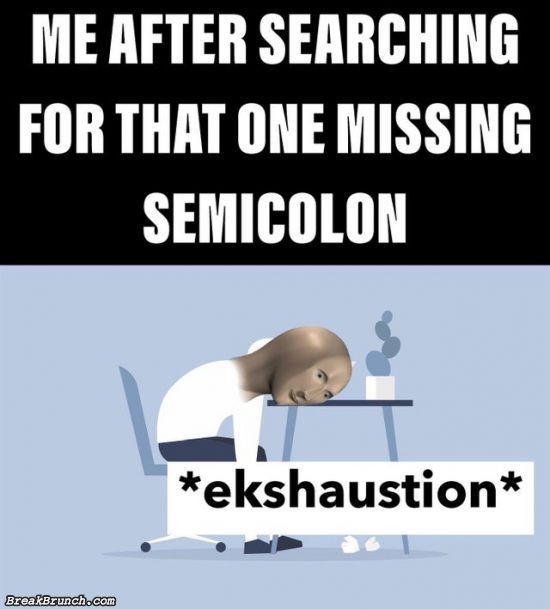 ME AFTER SEARCHING
FOR THAT ONE MISSING
SEMICOLON
*ekshaustion*
BreakBrunch.com